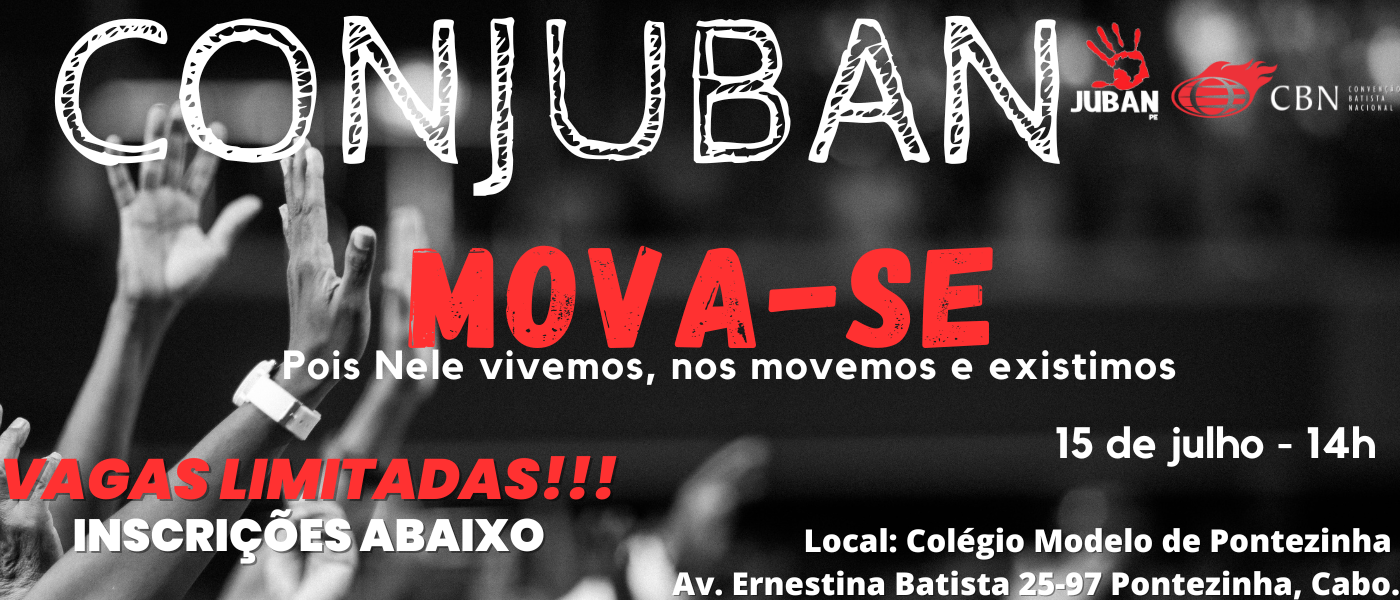 CONJUBAN
JUBAN
PE
CBN
CONVENÇÃO
BATISTA
NACIONAL
MOVA-SE
Pois Nele vivemos, nos movemos e existimos
15 de julho - 14h
VAGAS LIMITADAS!!!
INSCRIÇÕES ABAIXO
Local: Colégio Modelo de Pontezinha
Av. Ernestina Batista 25-97 Pontezinha, Cabo.